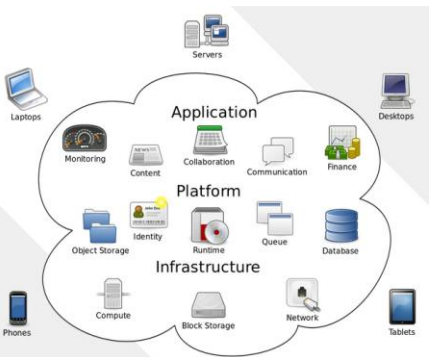 Servers
Laptops
Desktops
Application
Monitoring
NEWS
Content
Collaboration
Communication
Finance
Platform
Object Storage
Identity
Runtime
Queue
Database
Infrastructure
Compute
Block Storage
Network
Phones
Tablets